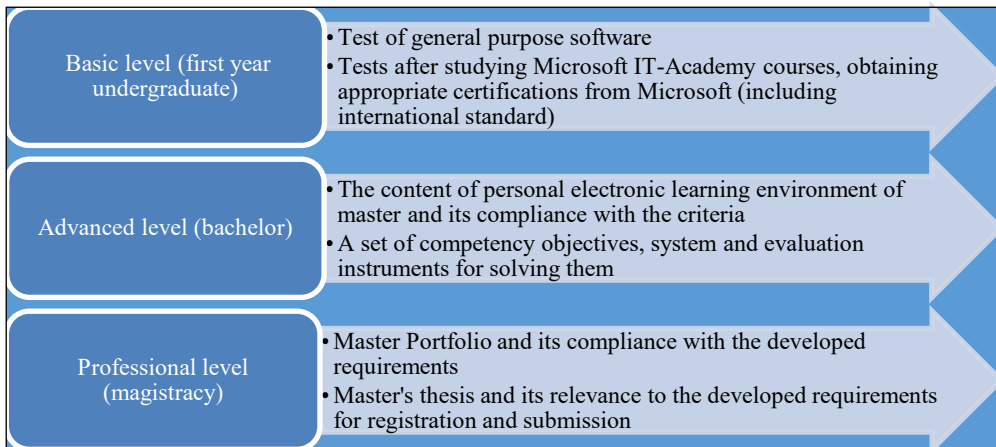 Basic level (first year
undergraduate)
• Test of general purpose software
• Tests after studying Microsoft IT-Academy courses, obtaining
appropriate certifications from Microsoft (including
international standard)
Advanced level (bachelor)
• The content of personal electronic learning environment of
master and its compliance with the criteria
• A set of competency objectives, system and evaluation
instruments for solving them
Professional level
(magistracy)
• Master Portfolio and its compliance with the developed
requirements
• Master's thesis and its relevance to the developed requirements
for registration and submission